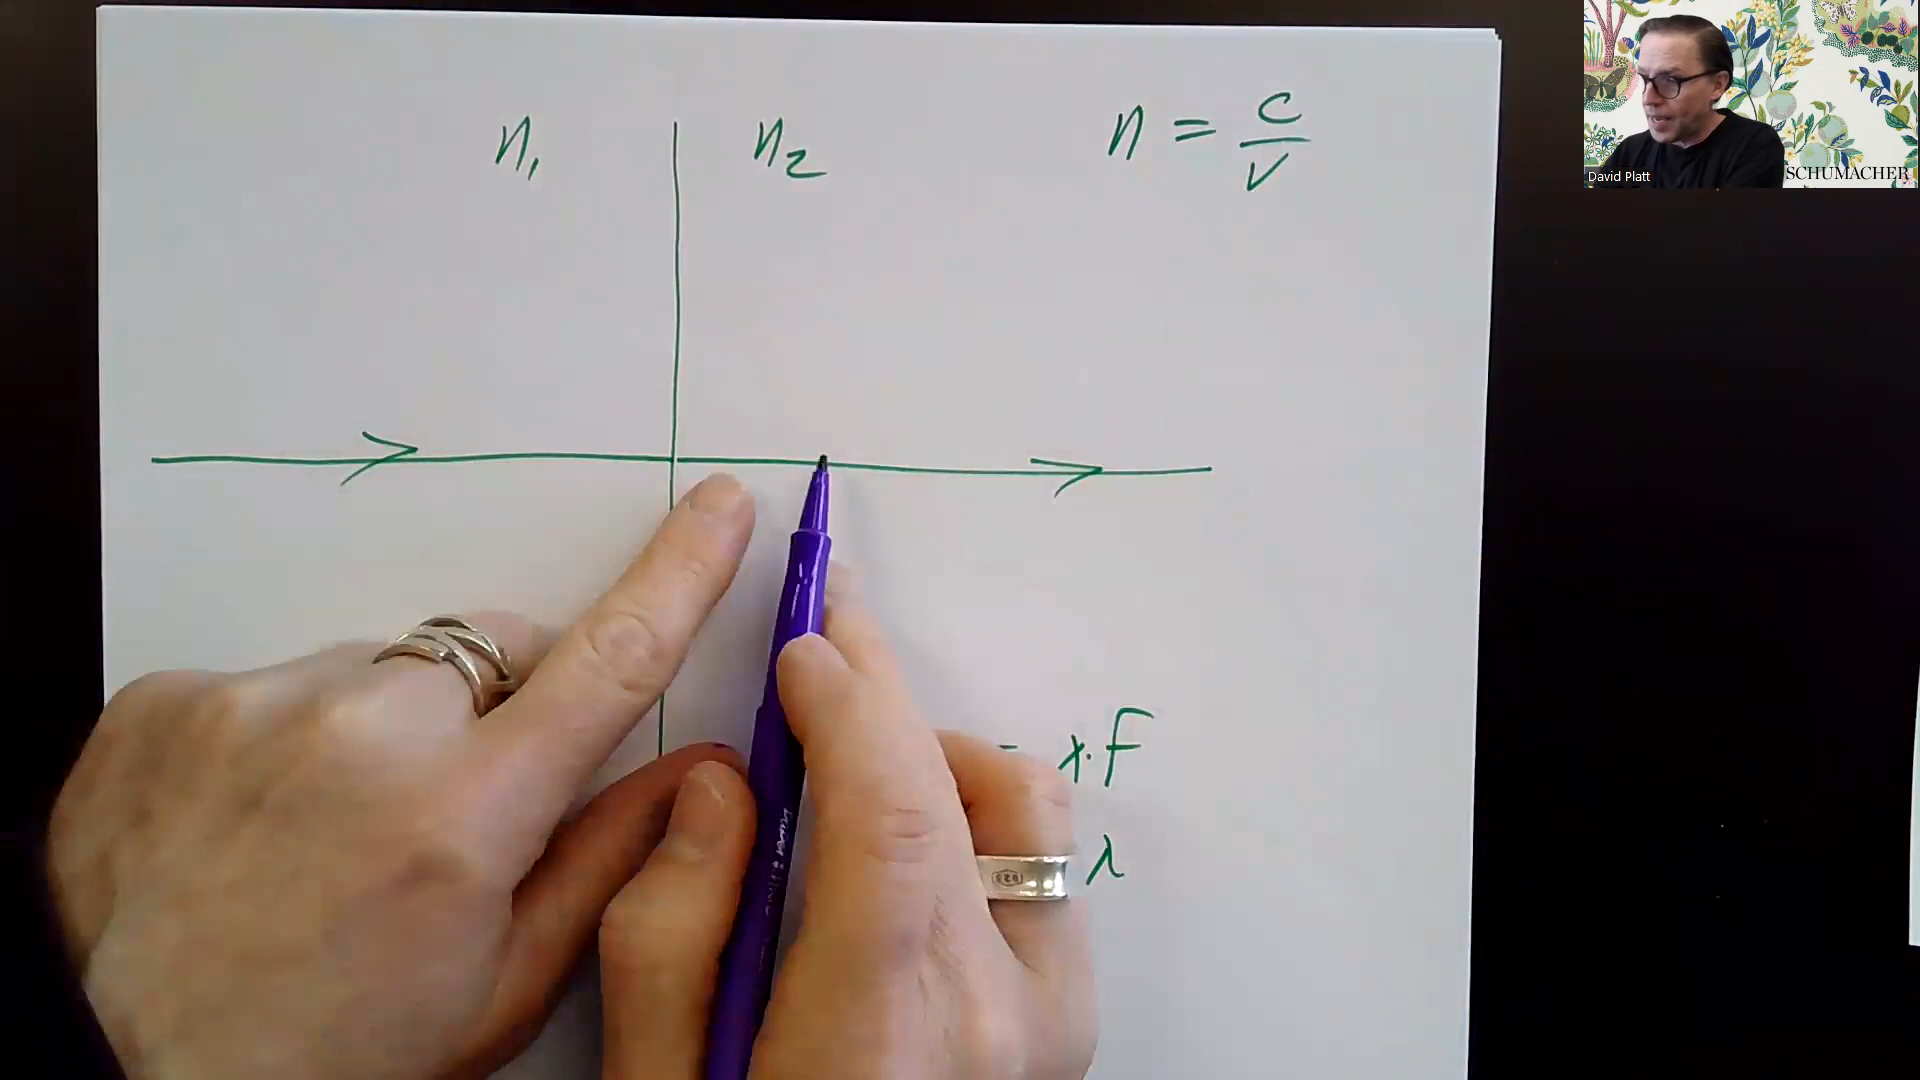 n₁ n₂ n = c/v
λ·F
λ
David Platt
SCHUMACHER